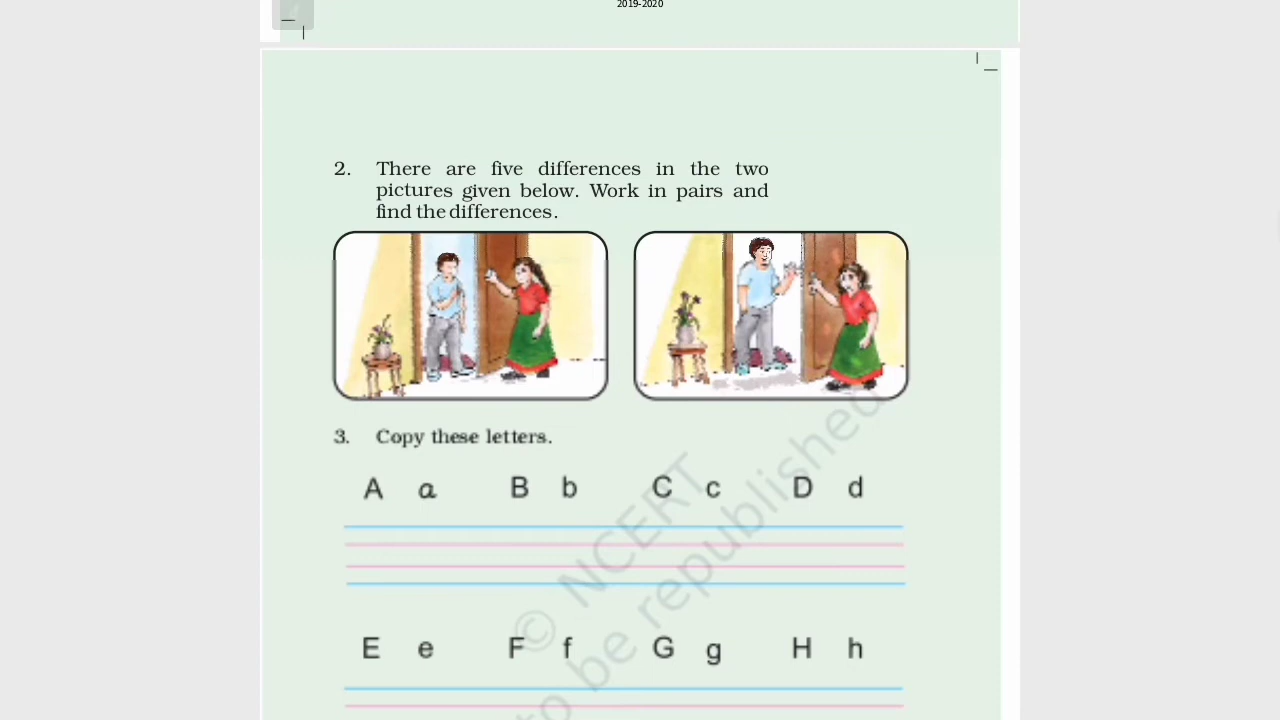 2019-2020
2. There are five differences in the two
pictures given below. Work in pairs and
find the differences.
3. Copy these letters.
A a B b C c D d
© NCERT
to be republished
E e F f G g H h